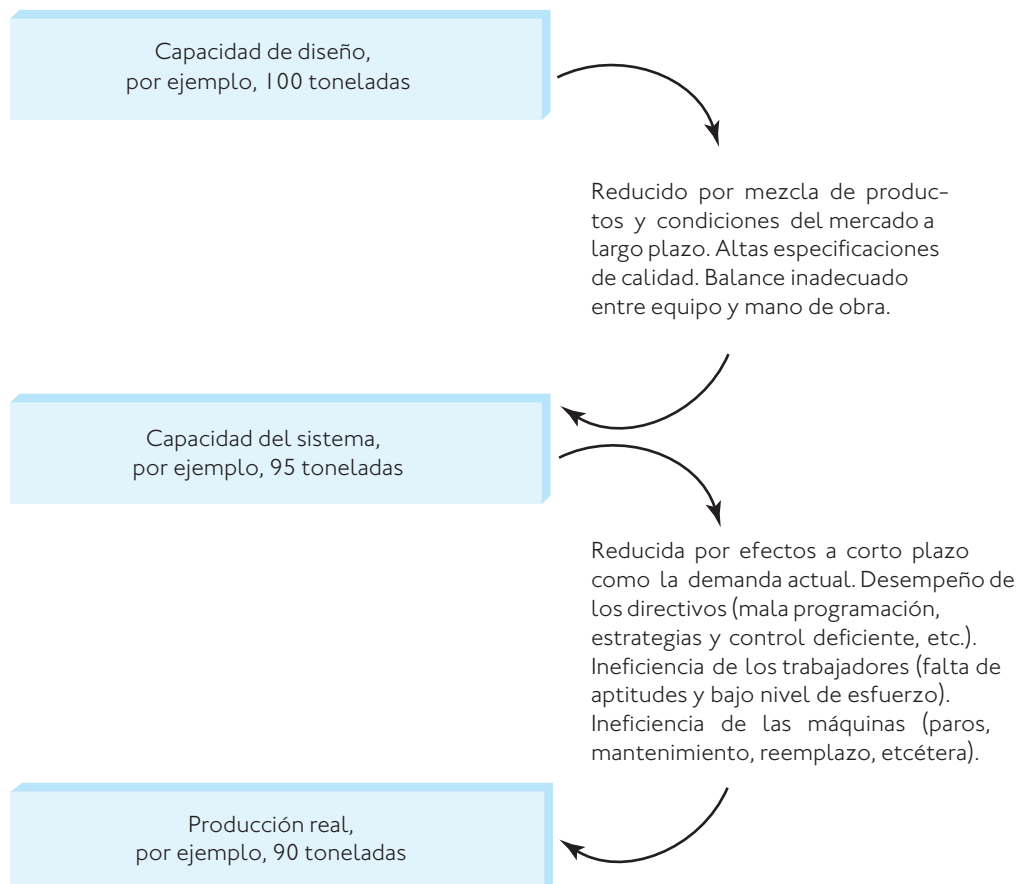 Capacidad de diseño,
por ejemplo, 100 toneladas
Reducido por mezcla de produc-
tos y condiciones del mercado a
largo plazo. Altas especificaciones
de calidad. Balance inadecuado
entre equipo y mano de obra.
Capacidad del sistema,
por ejemplo, 95 toneladas
Reducida por efectos a corto plazo
como la demanda actual. Desempeño de
los directivos (mala programación,
estrategias y control deficiente, etc.).
Ineficiencia de los trabajadores (falta de
aptitudes y bajo nivel de esfuerzo).
Ineficiencia de las máquinas (paros,
mantenimiento, reemplazo, etcétera).
Producción real,
por ejemplo, 90 toneladas